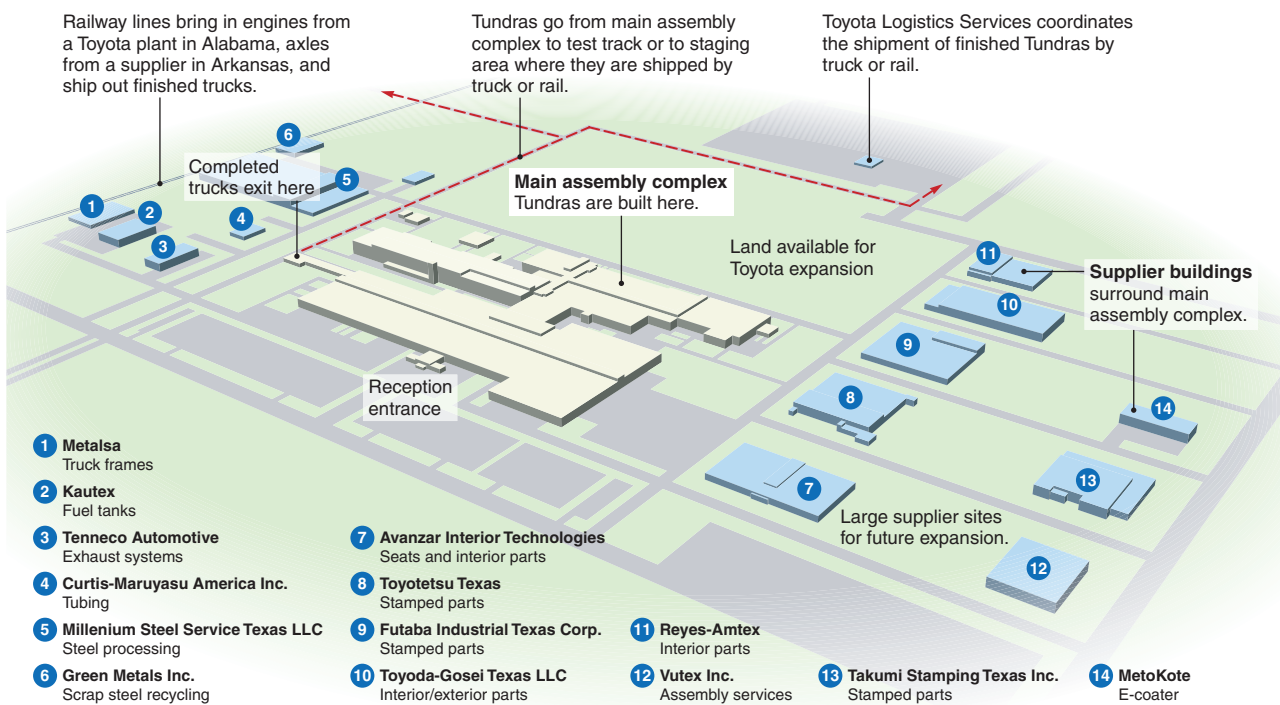 Railway lines bring in engines from
a Toyota plant in Alabama, axles
from a supplier in Arkansas, and
ship out finished trucks.
Tundras go from main assembly
complex to test track or to staging
area where they are shipped by
truck or rail.
Toyota Logistics Services coordinates
the shipment of finished Tundras by
truck or rail.
6
Completed
trucks exit here
5
Main assembly complex
Tundras are built here.
1
2
4
3
Land available for
Toyota expansion
11
Supplier buildings
surround main
assembly complex.
10
9
Reception
entrance
8
14
7
13
Large supplier sites
for future expansion.
12
1 Metalsa
Truck frames
2 Kautex
Fuel tanks
3 Tenneco Automotive
Exhaust systems
4 Curtis-Maruyasu America Inc.
Tubing
5 Millenium Steel Service Texas LLC
Steel processing
6 Green Metals Inc.
Scrap steel recycling
7 Avanzar Interior Technologies
Seats and interior parts
8 Toyotetsu Texas
Stamped parts
9 Futaba Industrial Texas Corp.
Stamped parts
10 Toyoda-Gosei Texas LLC
Interior/exterior parts
11 Reyes-Amtex
Interior parts
12 Vutex Inc.
Assembly services
13 Takumi Stamping Texas Inc.
Stamped parts
14 MetoKote
E-coater